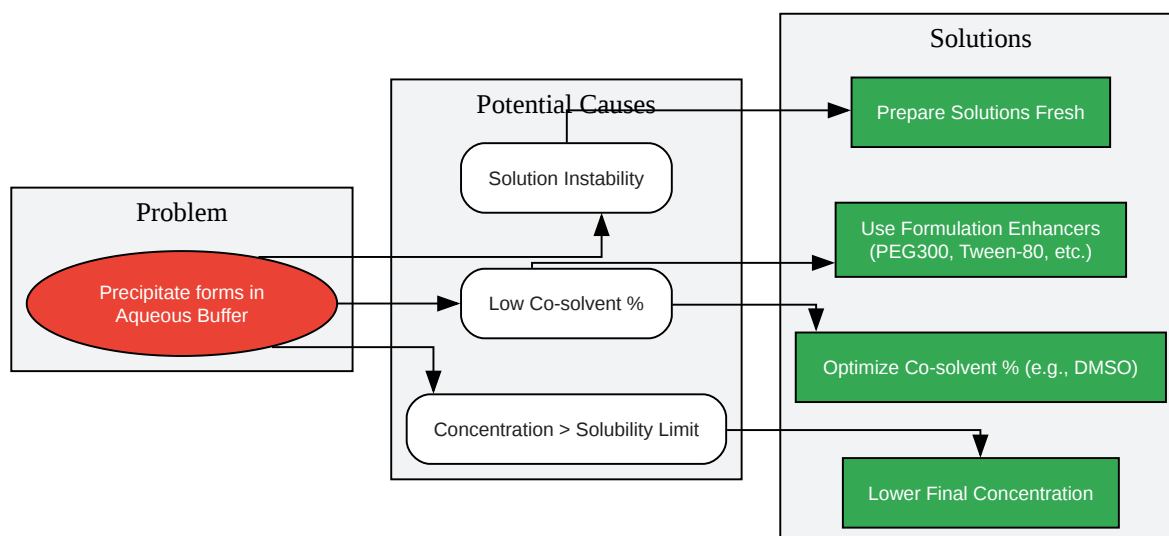 Problem
Precipitate forms in
Aqueous Buffer
Potential Causes
Solution Instability
Low Co-solvent %
Concentration > Solubility Limit
Solutions
Prepare Solutions Fresh
Use Formulation Enhancers
(PEG300, Tween-80, etc.)
Optimize Co-solvent % (e.g., DMSO)
Lower Final Concentration